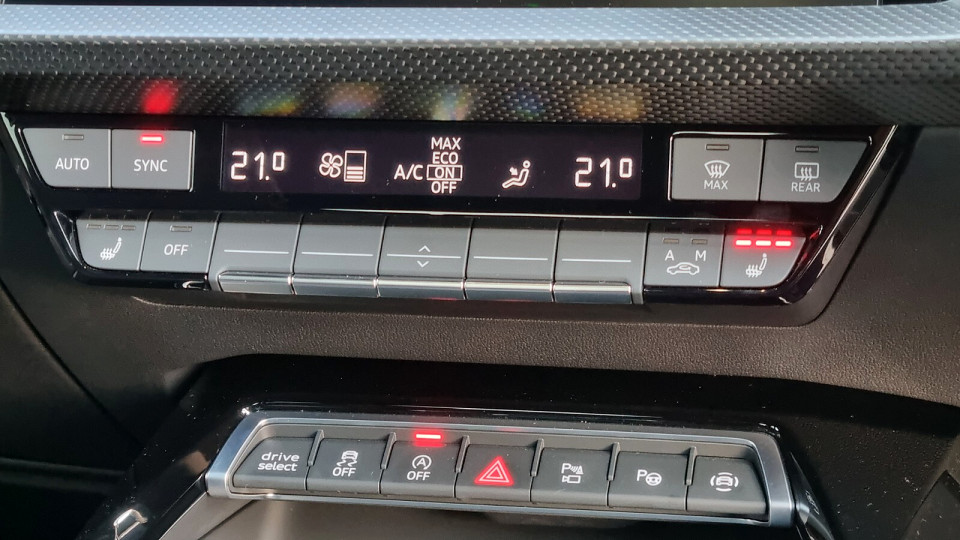 AUTO
SYNC
21.0
A/C
MAX
ECO
ON
OFF
21.0
MAX
REAR
OFF
A M
drive
select
OFF
A
OFF
P
P